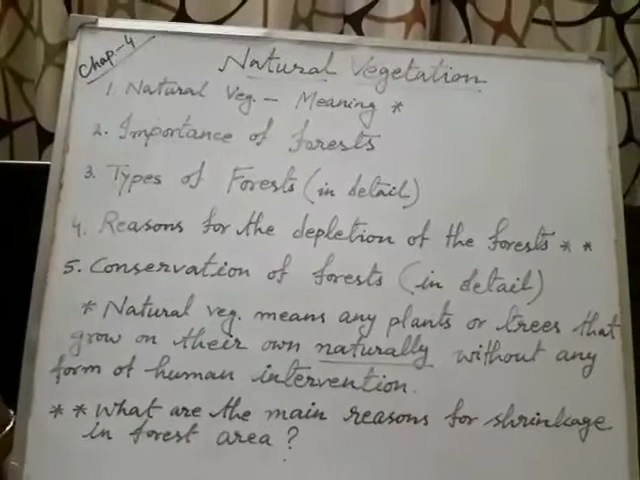 Chap.-4
Natural Vegetation
1. Natural Veg. - Meaning *
2. Importance of forests
3. Types of Forests (in detail)
4. Reasons for the depletion of the forests * *
5. Conservation of forests (in detail)
* Natural veg. means any plants or trees that
grow on their own naturally without any
form of human intervention.
* * What are the main reasons for shrinkage
in forest area?